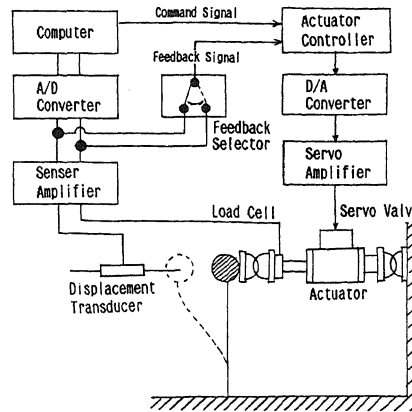 Command Signal
Computer
Actuator
Controller
Feedback Signal
A/D
Converter
D/A
Converter
Feedback
Selector
Senser
Amplifier
Servo
Amplifier
Load Cell
Servo Valv
Displacement
Transducer
Actuator